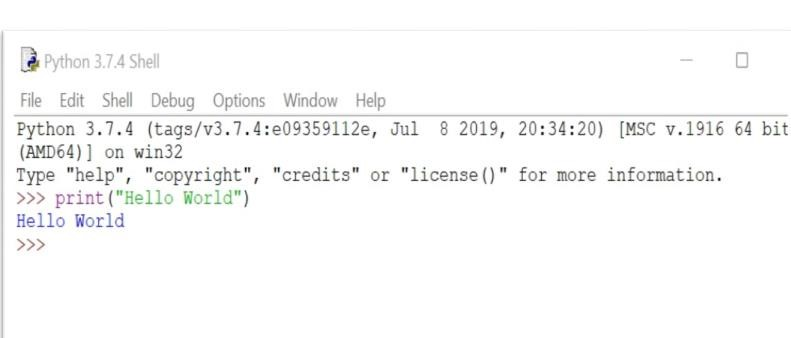 Python 3.7.4 Shell
File Edit Shell Debug Options Window Help
Python 3.7.4 (tags/v3.7.4:e09359112e, Jul  8 2019, 20:34:20) [MSC v.1916 64 bit
(AMD64)] on win32
Type "help", "copyright", "credits" or "license()" for more information.
>>> print("Hello World")
Hello World
>>>